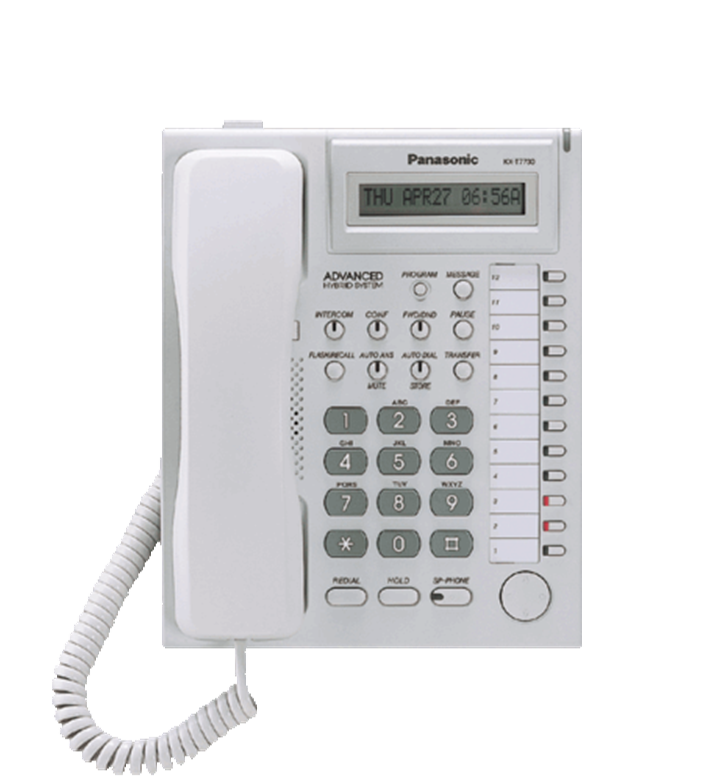 Panasonic KX-T7730
THU APR27 06:56A
ADVANCED
HYBRID SYSTEM
PROGRAM MESSAGE
INTERCOM CONF FWD/DND PAUSE
FLASH/RECALL AUTO ANS AUTO DIAL TRANSFER
MUTE STORE
12
11
10
9
8
7
6
5
4
3
2
1
ABC DEF
1 2 3
GHI JKL MNO
4 5 6
PQRS TUV WXYZ
7 8 9
* 0 #
REDIAL HOLD SP-PHONE